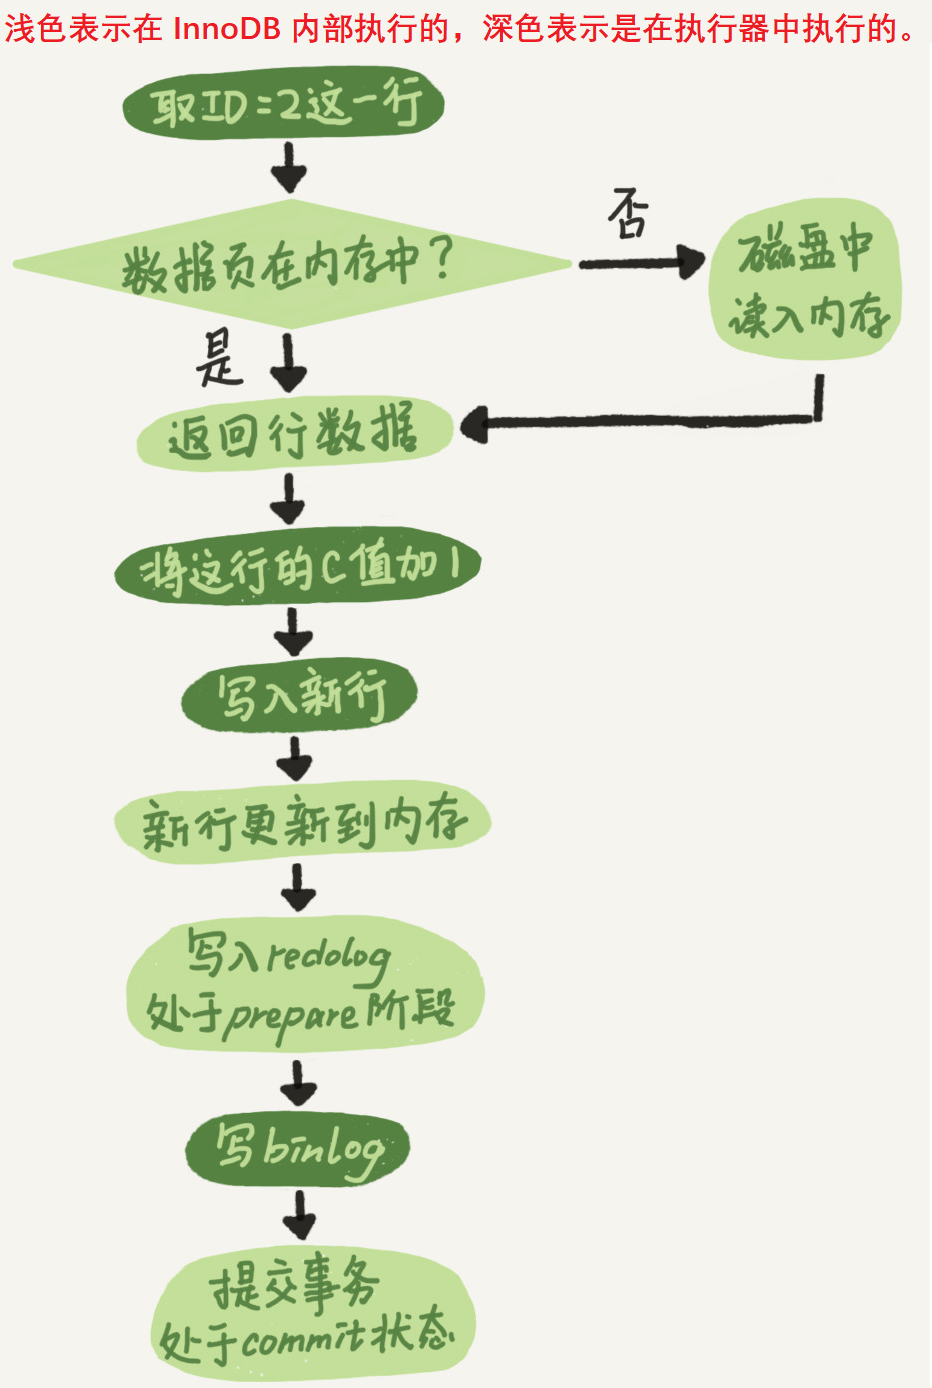 浅色表示在 InnoDB 内部执行的，深色表示是在执行器中执行的。
取ID=2这一行
数据页在内存中？
否
磁盘中
读入内存
是
返回行数据
将这行的C值加1
写入新行
新行更新到内存
写入redolog
处于prepare阶段
写binlog
提交事务
处于commit状态